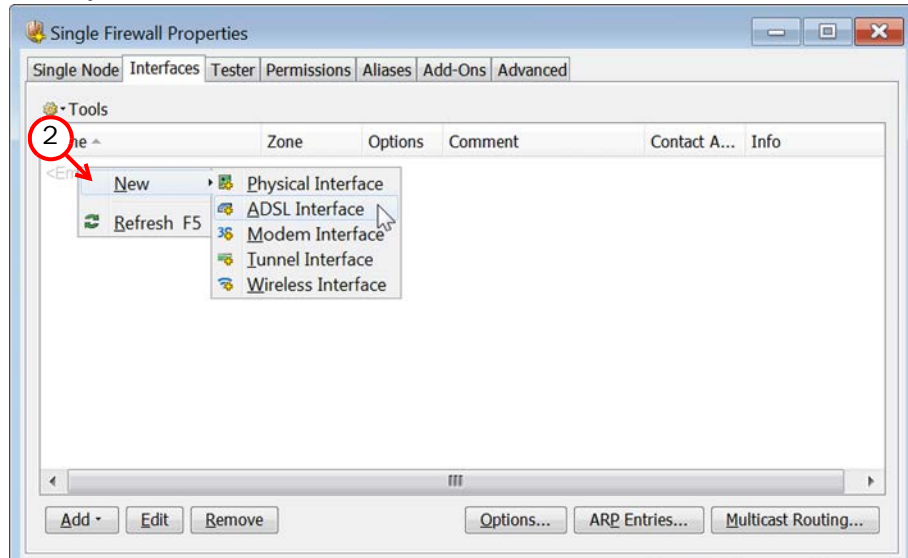 Single Firewall Properties
Single Node Interfaces Tester Permissions Aliases Add-Ons Advanced
Tools
2
Zone Options Comment Contact A... Info
New
Refresh F5
Physical Interface
ADSL Interface
Modem Interface
Tunnel Interface
Wireless Interface
Add Edit Remove Options... ARP Entries... Multicast Routing...